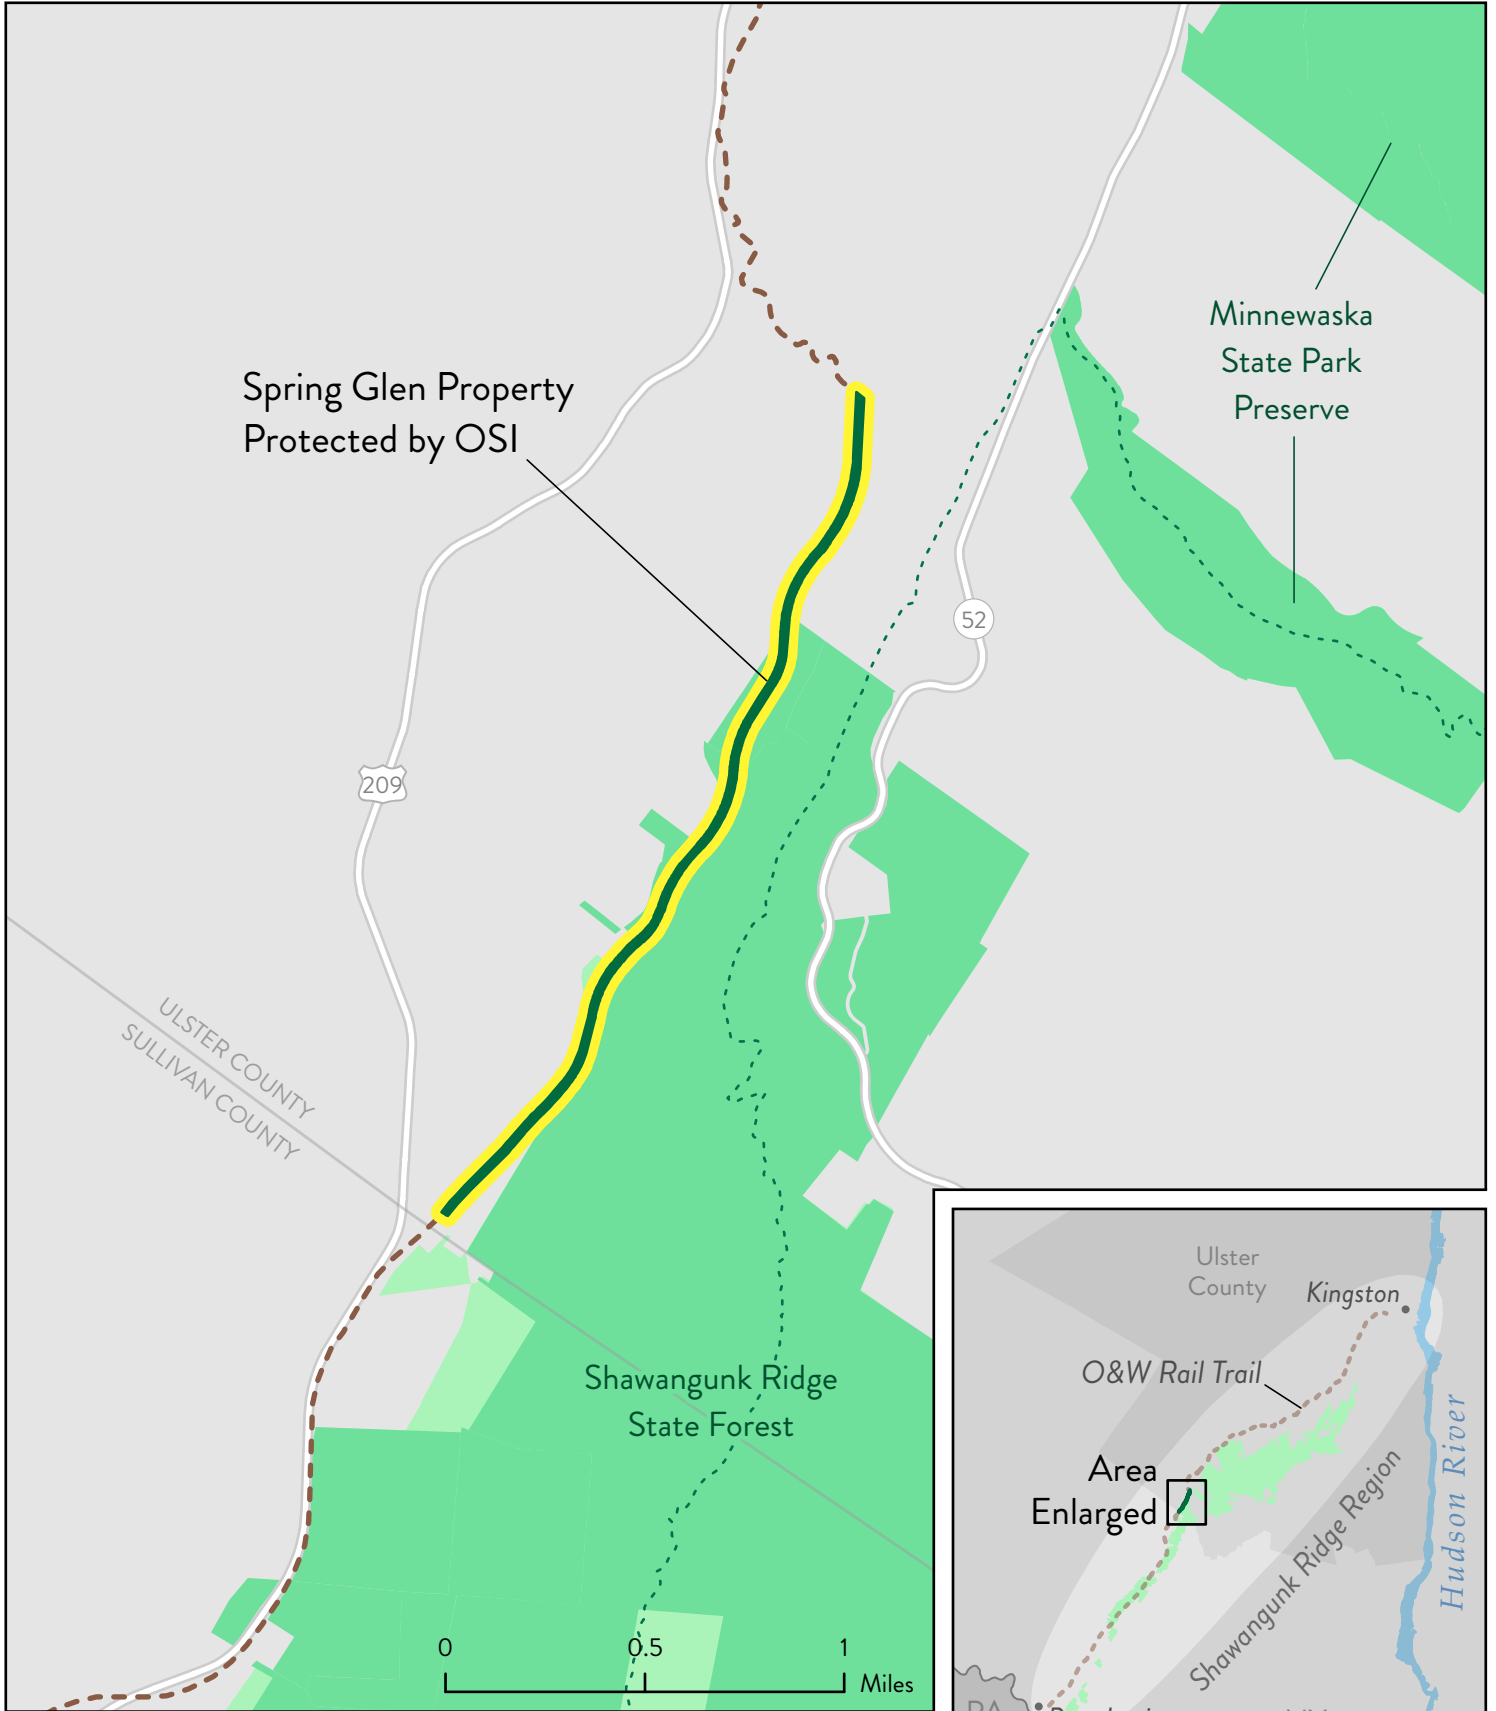 Minnewaska
State Park
Preserve
Spring Glen Property
Protected by OSI
52
209
ULSTER COUNTY
SULLIVAN COUNTY
Shawangunk Ridge
State Forest
0 0.5 1
Miles
Ulster
County
Kingston
O&W Rail Trail
Area
Enlarged
Shawangunk Ridge Region
Hudson River
PA